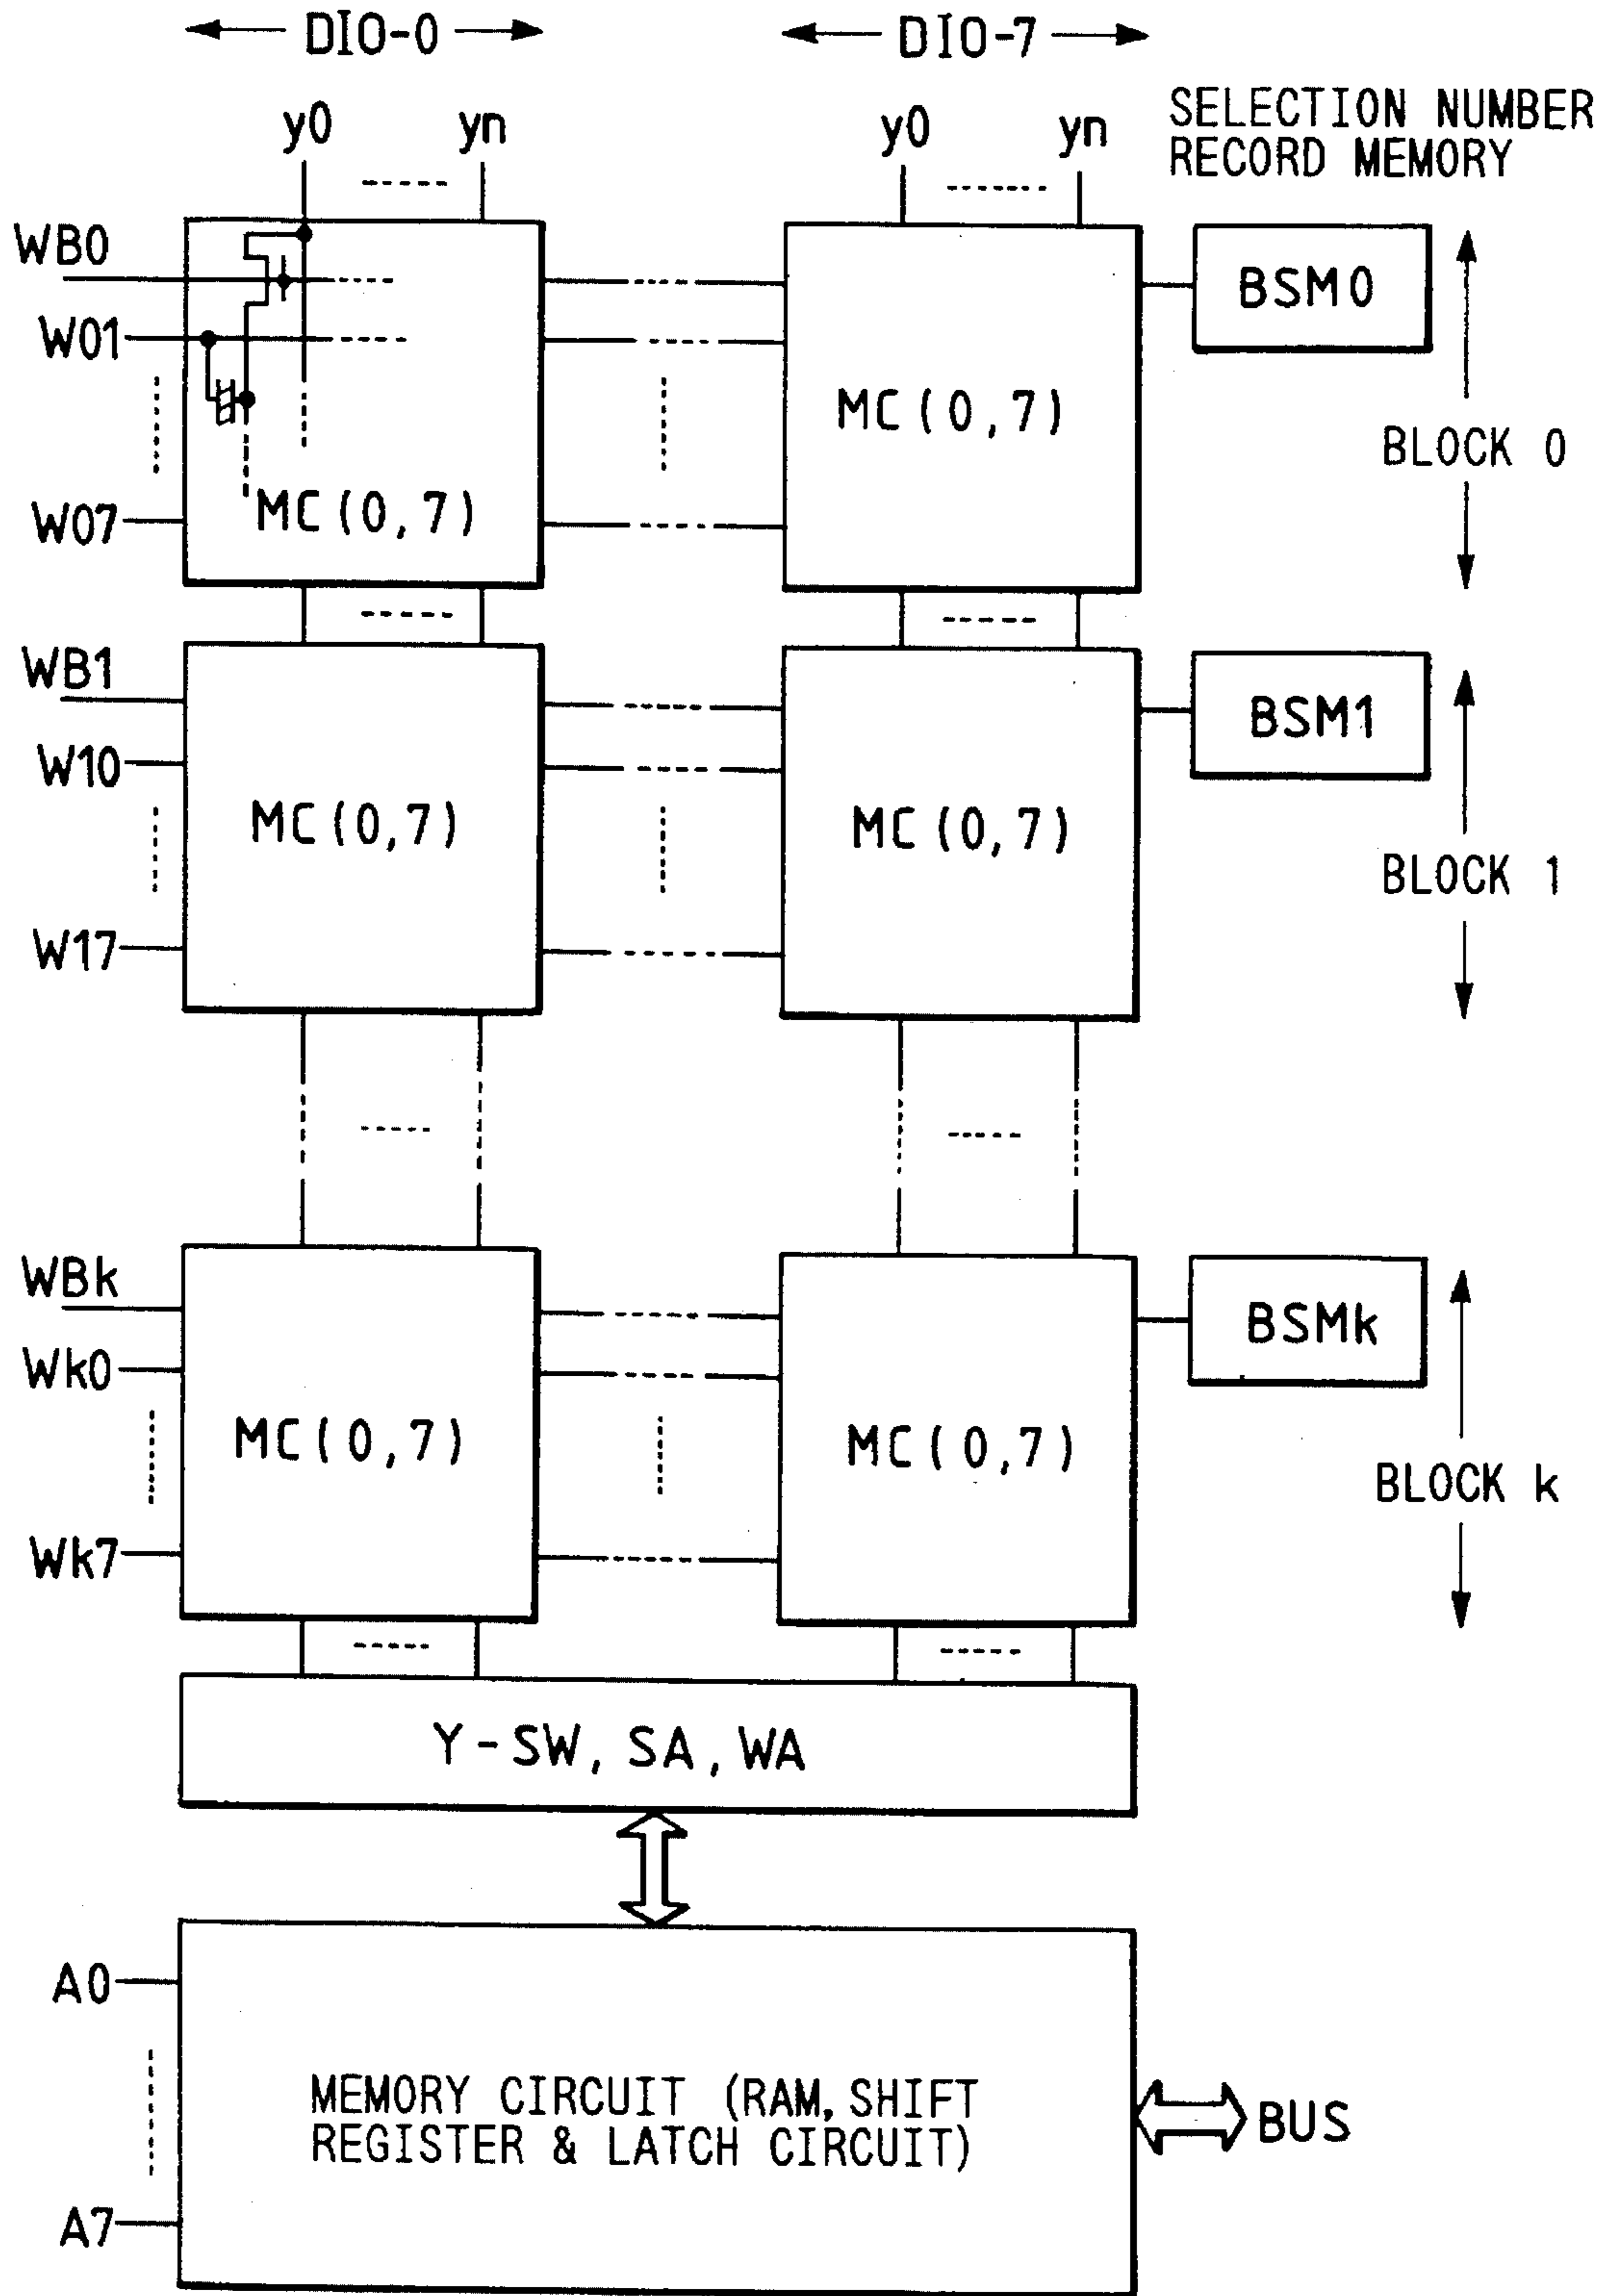 DIO-0
DIO-7
y0
yn
y0
yn
SELECTION NUMBER
RECORD MEMORY
WB0
W01
W07
MC(0,7)
MC(0,7)
BSM0
BLOCK 0
WB1
W10
W17
MC(0,7)
MC(0,7)
BSM1
BLOCK 1
WBk
Wk0
Wk7
MC(0,7)
MC(0,7)
BSMk
BLOCK k
Y-SW, SA, WA
A0
A7
MEMORY CIRCUIT (RAM, SHIFT
REGISTER & LATCH CIRCUIT)
BUS